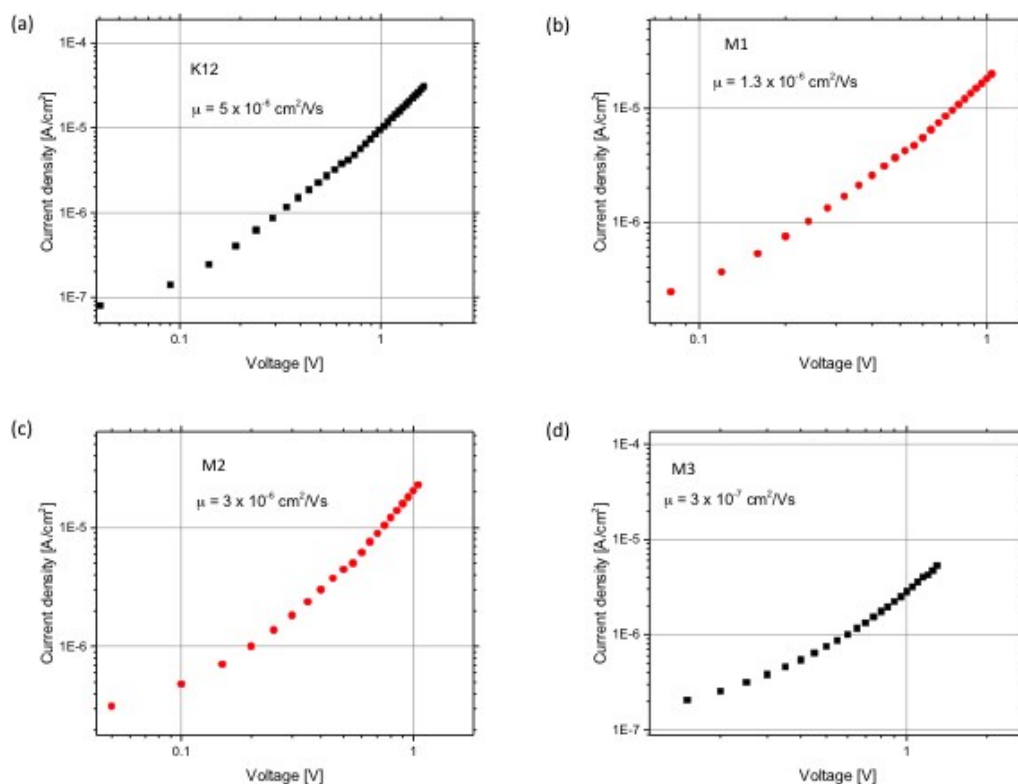 (a)
1E-4
K12
μ = 5 x 10⁻⁶ cm²/Vs
1E-5
1E-6
1E-7
Current density [A/cm²]
0.1
1
Voltage [V]
(b)
M1
μ = 1.3 x 10⁻⁶ cm²/Vs
1E-5
1E-6
Current density [A/cm²]
0.1
1
Voltage [V]
(c)
M2
μ = 3 x 10⁻⁶ cm²/Vs
1E-5
1E-6
Current density [A/cm²]
0.1
1
Voltage [V]
(d)
1E-4
M3
μ = 3 x 10⁻⁷ cm²/Vs
1E-5
1E-6
1E-7
Current density [A/cm²]
1
Voltage [V]